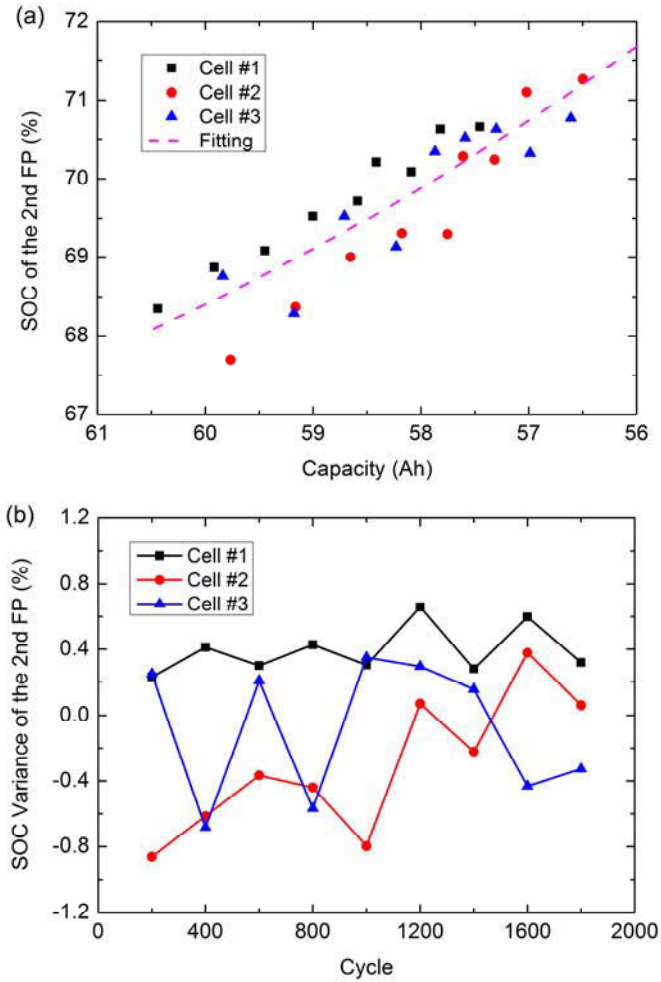 (a)
72
71
70
69
68
67
SOC of the 2nd FP (%)
Cell #1
Cell #2
Cell #3
Fitting
61 60 59 58 57 56
Capacity (Ah)
(b)
1.2
0.8
0.4
0.0
-0.4
-0.8
-1.2
SOC Variance of the 2nd FP (%)
Cell #1
Cell #2
Cell #3
0 400 800 1200 1600 2000
Cycle